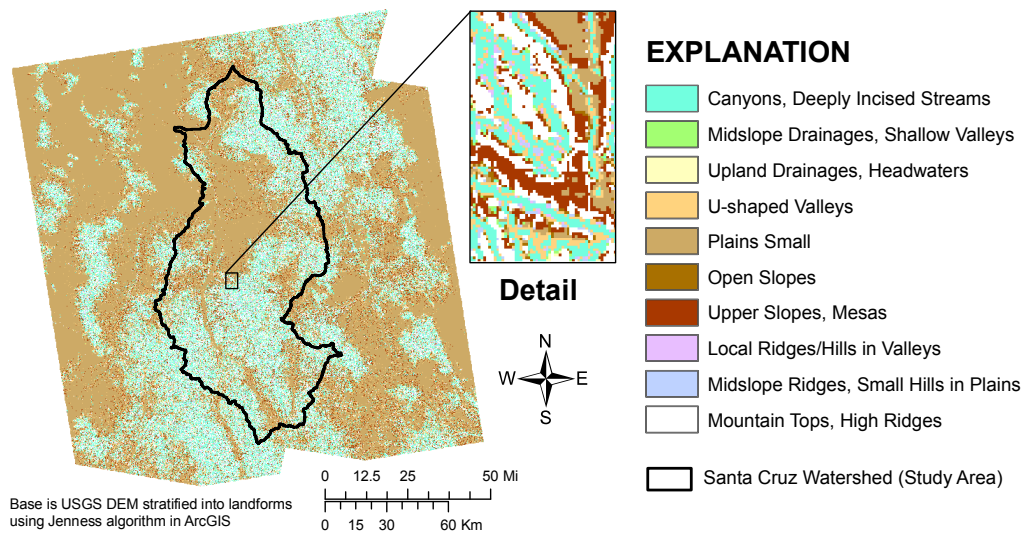 EXPLANATION
Canyons, Deeply Incised Streams
Midslope Drainages, Shallow Valleys
Upland Drainages, Headwaters
U-shaped Valleys
Plains Small
Open Slopes
Upper Slopes, Mesas
Local Ridges/Hills in Valleys
Midslope Ridges, Small Hills in Plains
Mountain Tops, High Ridges
Santa Cruz Watershed (Study Area)
Detail
N
W E
S
0 12.5 25 50 Mi
0 15 30 60 Km
Base is USGS DEM stratified into landforms
using Jenness algorithm in ArcGIS